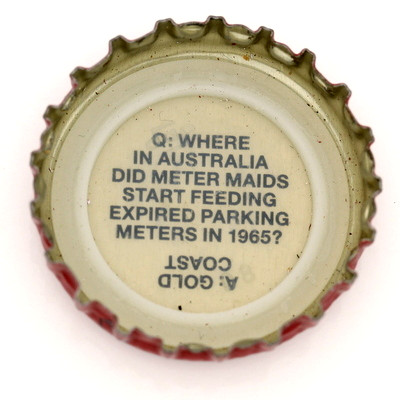 Q: WHERE
IN AUSTRALIA
DID METER MAIDS
START FEEDING
EXPIRED PARKING
METERS IN 1965?
A: GOLD
COAST